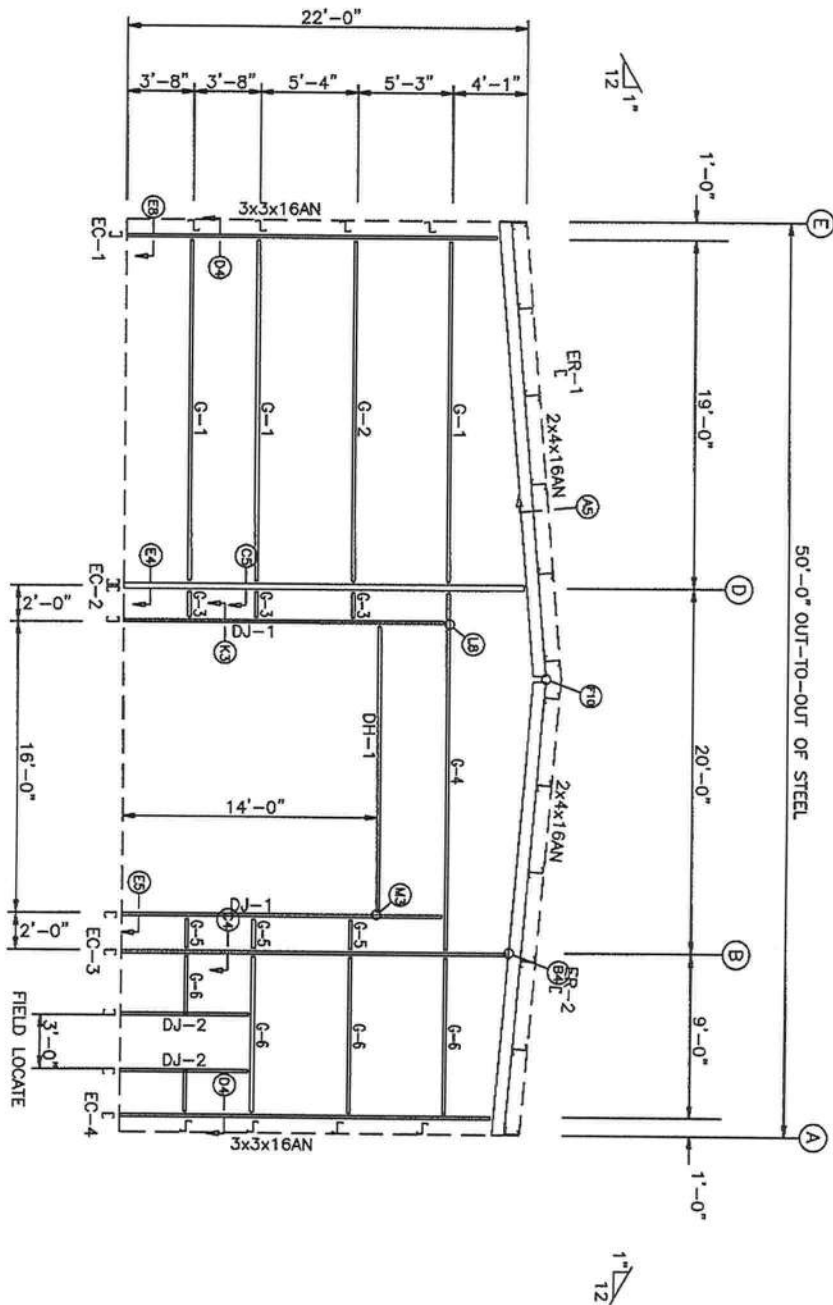 22'-0"
3'-8"
3'-8"
5'-4"
5'-3"
4'-1"
12
1"
1'-0"
E
50'-0" OUT-TO-OUT OF STEEL
19'-0"
D
20'-0"
B
9'-0"
A
1'-0"
1"
12
3x3x16AN
E8
EC-1
D4
G-1
G-1
G-2
G-1
ER-1
2x4x16AN
A5
EC-2
2'-0"
E4
C5
G-3
G-3
G-3
DJ-1
K3
L8
F10
DH-1
G-4
2x4x16AN
16'-0"
14'-0"
M3
E5
DJ-1
2'-0"
C4
G-5
G-5
G-5
EC-3
B4
ER-2
G-6
G-6
G-6
G-6
DJ-2
DJ-2
3'-0"
FIELD LOCATE
D4
EC-4
3x3x16AN